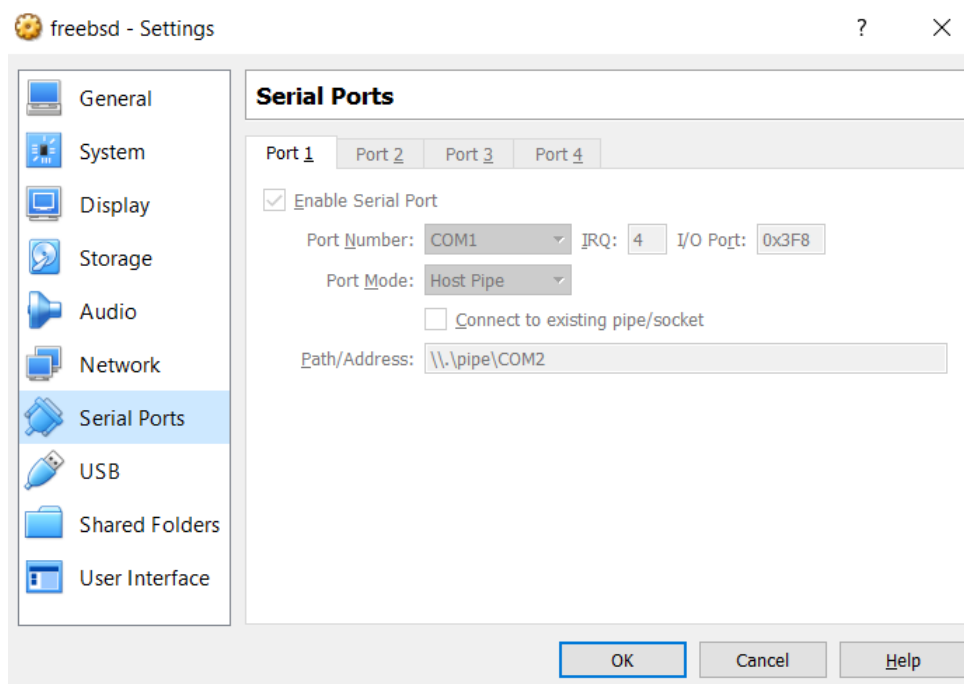 freebsd - Settings
?
General
System
Display
Storage
Audio
Network
Serial Ports
USB
Shared Folders
User Interface
Serial Ports
Port 1 Port 2 Port 3 Port 4
Enable Serial Port
Port Number: COM1 IRQ: 4 I/O Port: 0x3F8
Port Mode: Host Pipe
Connect to existing pipe/socket
Path/Address: \\.\pipe\COM2
OK Cancel Help